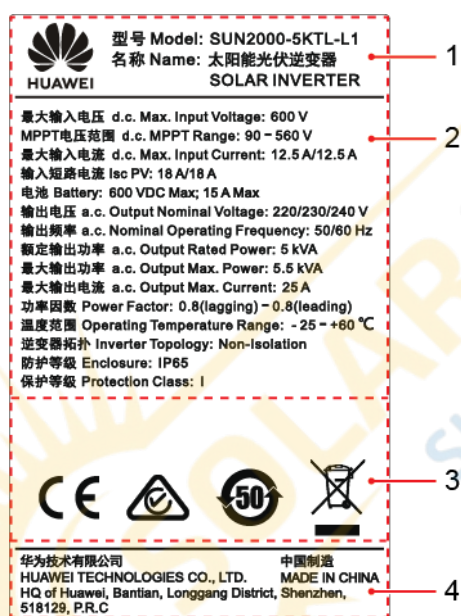 HUAWEI
型号 Model: SUN2000-5KTL-L1
名称 Name: 太阳能光伏逆变器
SOLAR INVERTER
1
最大输入电压 d.c. Max. Input Voltage: 600 V
MPPT电压范围 d.c. MPPT Range: 90 – 560 V
2
最大输入电流 d.c. Max. Input Current: 12.5 A/12.5 A
输入短路电流 Isc PV: 18 A/18 A
电池 Battery: 600 VDC Max; 15 A Max
输出电压 a.c. Output Nominal Voltage: 220/230/240 V
输出频率 a.c. Nominal Operating Frequency: 50/60 Hz
额定输出功率 a.c. Output Rated Power: 5 kVA
最大输出功率 a.c. Output Max. Power: 5.5 kVA
最大输出电流 a.c. Output Max. Current: 25 A
功率因数 Power Factor: 0.8(lagging) – 0.8(leading)
温度范围 Operating Temperature Range: - 25 – +60 ℃
逆变器拓扑 Inverter Topology: Non-Isolation
防护等级 Enclosure: IP65
保护等级 Protection Class: I
CE
50
3
华为技术有限公司 中国制造
HUAWEI TECHNOLOGIES CO., LTD. MADE IN CHINA
HQ of Huawei, Bantian, Longgang District, Shenzhen,
518129, P.R.C
4
SOLAR